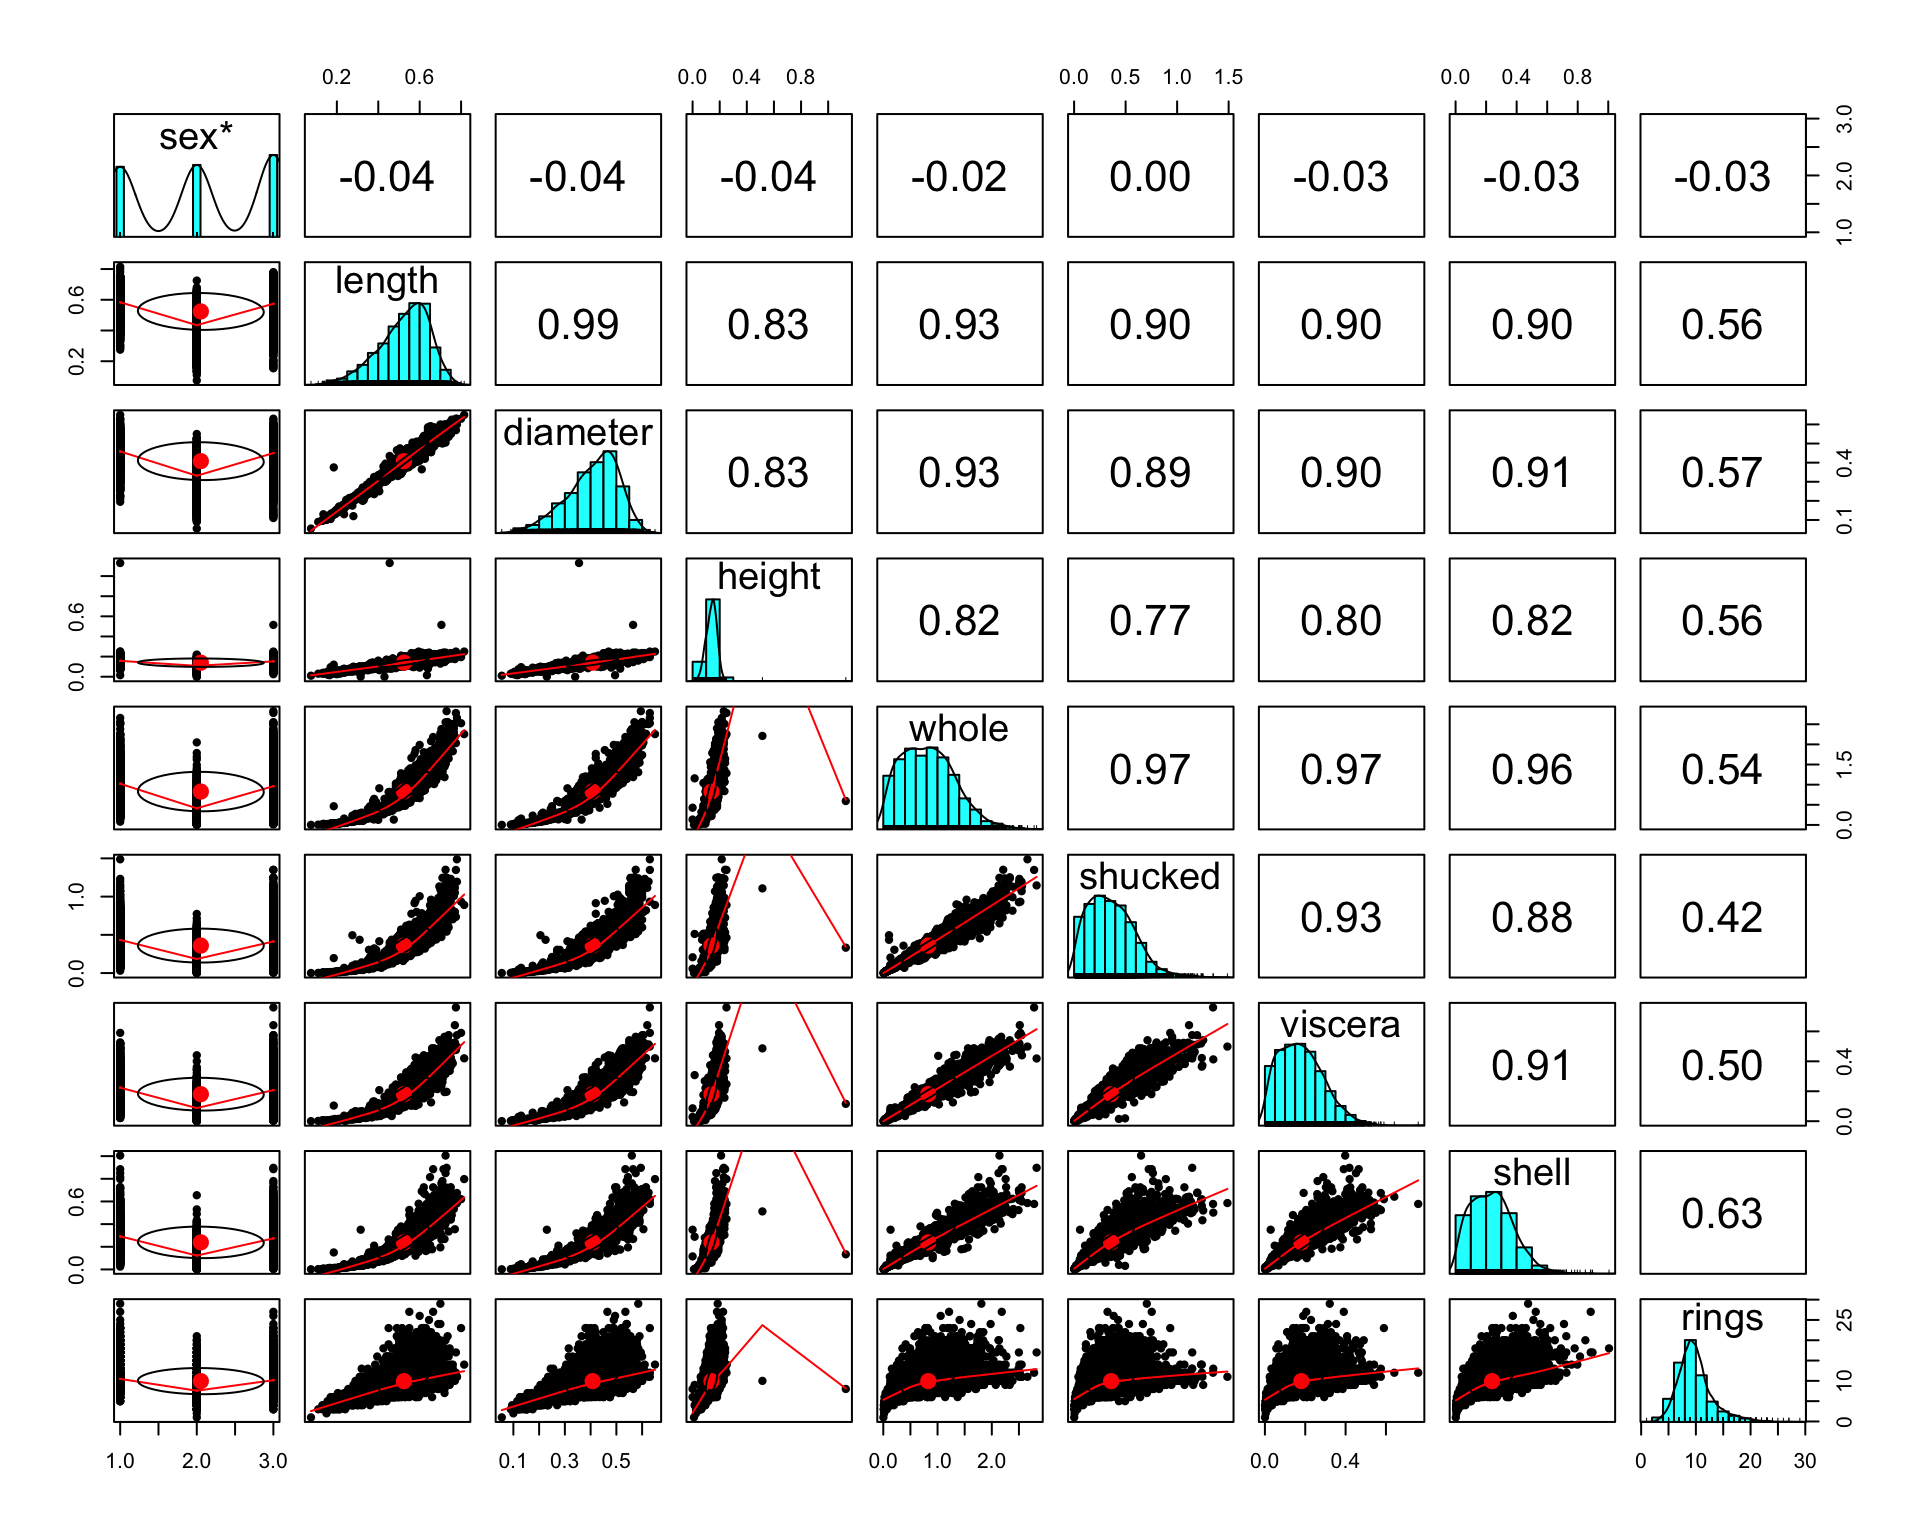 0.2 0.6 0.0 0.4 0.8 0.0 0.5 1.0 1.5 0.0 0.4 0.8
sex* -0.04 -0.04 -0.04 -0.02 0.00 -0.03 -0.03 -0.03 1.0 2.0 3.0
0.2 0.6 length 0.99 0.83 0.93 0.90 0.90 0.90 0.56
diameter 0.83 0.93 0.89 0.90 0.91 0.57 0.1 0.4
0.0 0.6 height 0.82 0.77 0.80 0.82 0.56
whole 0.97 0.97 0.96 0.54 0.0 1.5
0.0 1.0 shucked 0.93 0.88 0.42
viscera 0.91 0.50 0.0 0.4
0.0 0.6 shell 0.63
rings 0 10 25
1.0 2.0 3.0 0.1 0.3 0.5 0.0 1.0 2.0 0.0 0.4 0 10 20 30